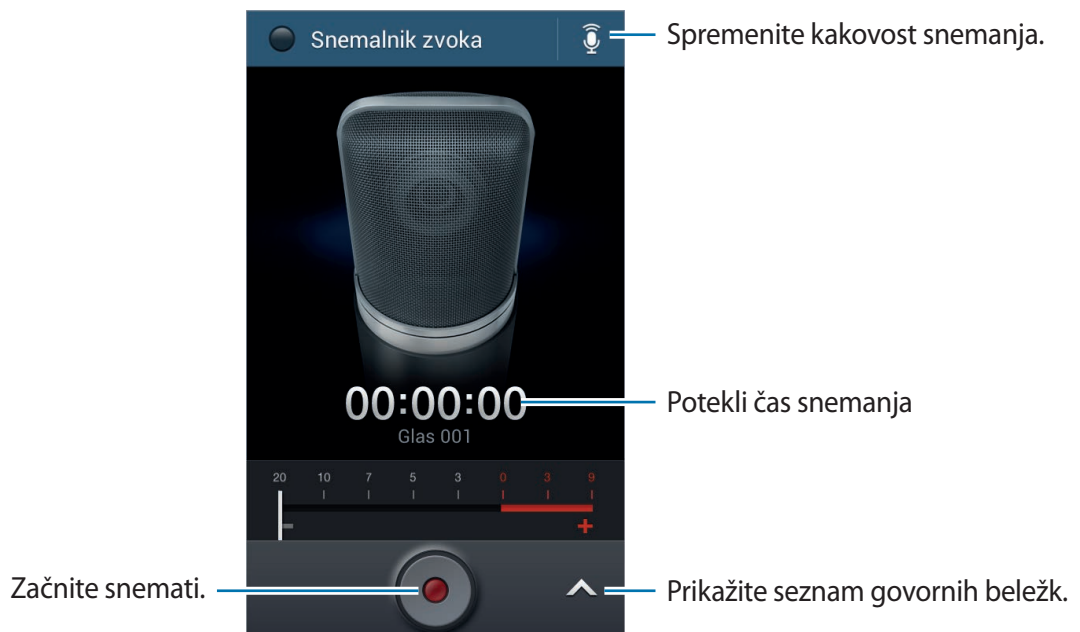 Snemalnik zvoka
Spremenite kakovost snemanja.
00:00:00
Potekli čas snemanja
Glas 001
20 10 7 5 3 0 3 9
- +
Začnite snemati.
Prikažite seznam govornih beležk.